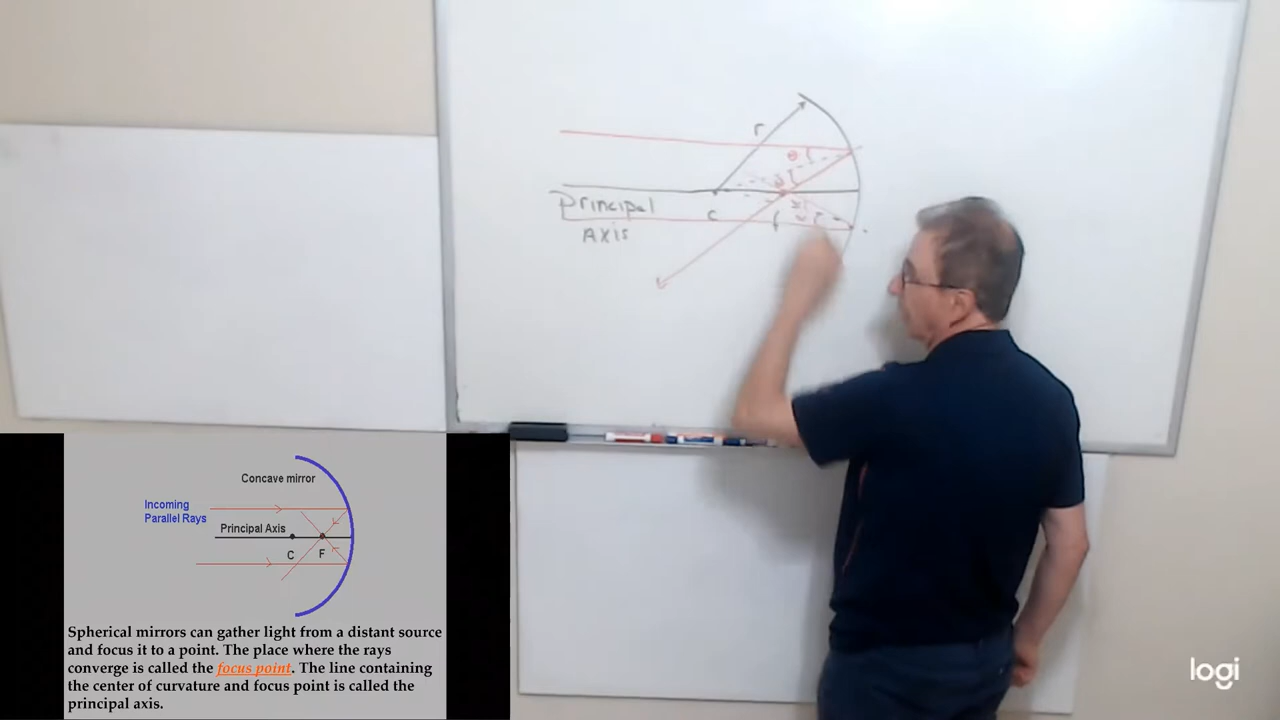 r
θ
Principal
C
f
Axis
Concave mirror
Incoming
Parallel Rays
Principal Axis
C
F
Spherical mirrors can gather light from a distant source
and focus it to a point. The place where the rays
converge is called the focus point. The line containing
the center of curvature and focus point is called the
principal axis.
logi